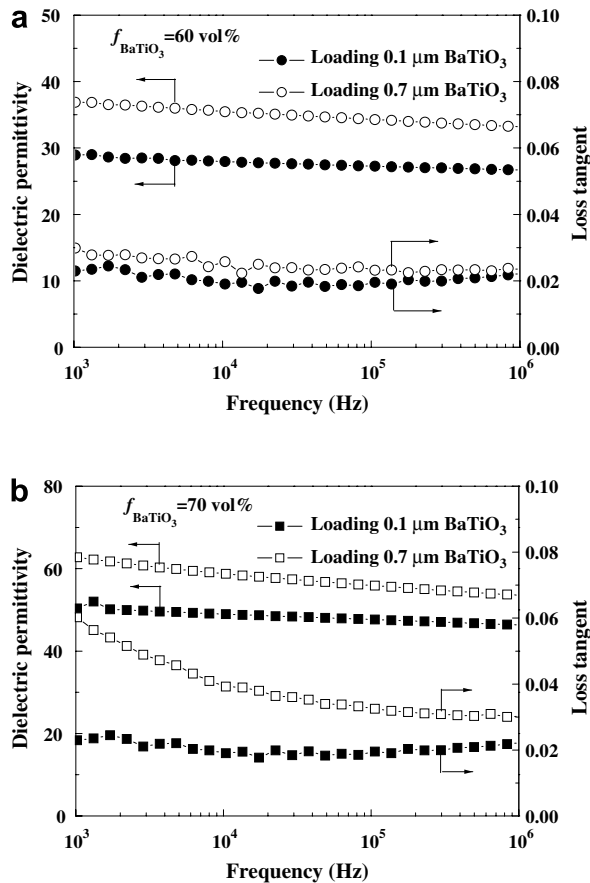 a
f BaTiO3=60 vol%
Loading 0.1 μm BaTiO3
Loading 0.7 μm BaTiO3
Dielectric permittivity
50
40
30
20
10
0
Loss tangent
0.10
0.08
0.06
0.04
0.02
0.00
10^3
10^4
10^5
10^6
Frequency (Hz)
b
f BaTiO3=70 vol%
Loading 0.1 μm BaTiO3
Loading 0.7 μm BaTiO3
Dielectric permittivity
80
60
40
20
0
Loss tangent
0.10
0.08
0.06
0.04
0.02
0.00
10^3
10^4
10^5
10^6
Frequency (Hz)